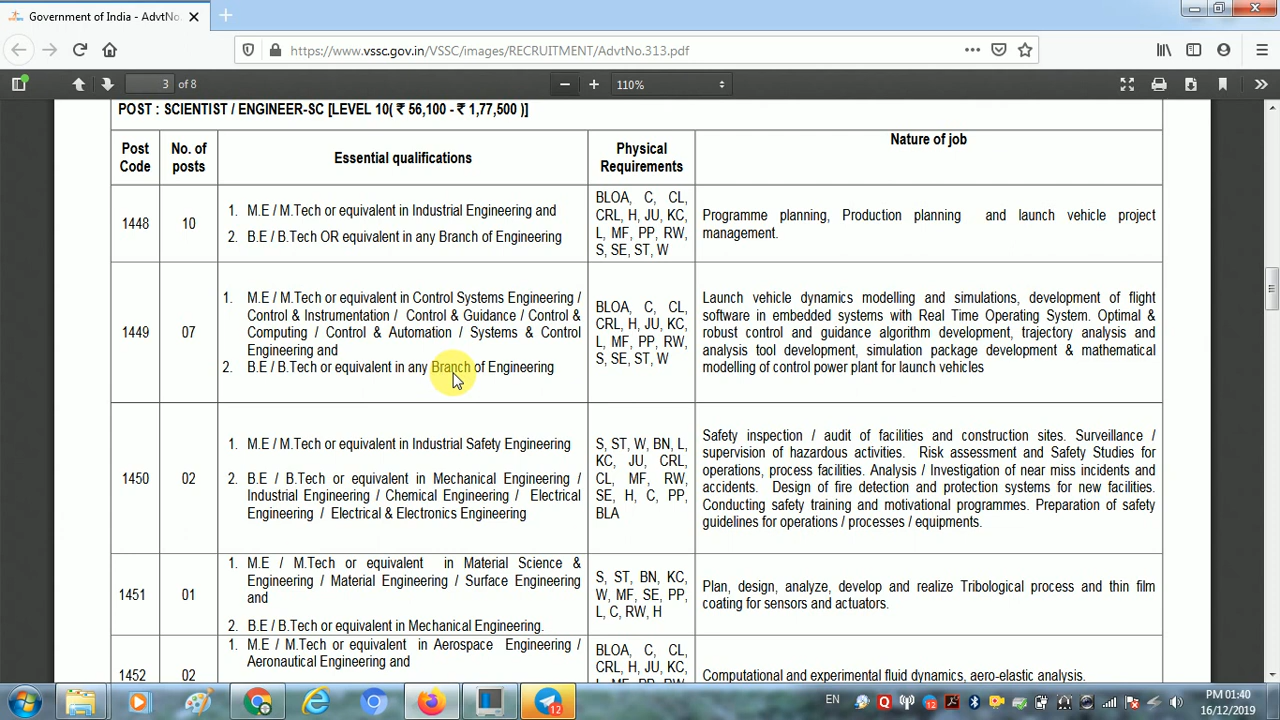 Government of India - AdvtNo.
https://www.vssc.gov.in/VSSC/images/RECRUITMENT/AdvtNo.313.pdf
3 of 8
110%
POST : SCIENTIST / ENGINEER-SC [LEVEL 10( ₹ 56,100 - ₹ 1,77,500 )]
Post
Code
No. of
posts
Essential qualifications
Physical
Requirements
Nature of job
1448
10
1. M.E / M.Tech or equivalent in Industrial Engineering and
2. B.E / B.Tech OR equivalent in any Branch of Engineering
BLOA, C, CL,
CRL, H, JU, KC,
L, MF, PP, RW,
S, SE, ST, W
Programme planning, Production planning and launch vehicle project
management.
1449
07
1. M.E / M.Tech or equivalent in Control Systems Engineering /
Control & Instrumentation / Control & Guidance / Control &
Computing / Control & Automation / Systems & Control
Engineering and
2. B.E / B.Tech or equivalent in any Branch of Engineering
BLOA, C, CL,
CRL, H, JU, KC,
L, MF, PP, RW,
S, SE, ST, W
Launch vehicle dynamics modelling and simulations, development of flight
software in embedded systems with Real Time Operating System. Optimal &
robust control and guidance algorithm development, trajectory analysis and
analysis tool development, simulation package development & mathematical
modelling of control power plant for launch vehicles
1450
02
1. M.E / M.Tech or equivalent in Industrial Safety Engineering
2. B.E / B.Tech or equivalent in Mechanical Engineering /
Industrial Engineering / Chemical Engineering / Electrical
Engineering / Electrical & Electronics Engineering
S, ST, W, BN, L,
KC, JU, CRL,
CL, MF, RW,
SE, H, C, PP,
BLA
Safety inspection / audit of facilities and construction sites. Surveillance /
supervision of hazardous activities. Risk assessment and Safety Studies for
operations, process facilities. Analysis / Investigation of near miss incidents and
accidents. Design of fire detection and protection systems for new facilities.
Conducting safety training and motivational programmes. Preparation of safety
guidelines for operations / processes / equipments.
1451
01
1. M.E / M.Tech or equivalent in Material Science &
Engineering / Material Engineering / Surface Engineering
and
2. B.E / B.Tech or equivalent in Mechanical Engineering.
S, ST, BN, KC,
W, MF, SE, PP,
L, C, RW, H
Plan, design, analyze, develop and realize Tribological process and thin film
coating for sensors and actuators.
1452
02
1. M.E / M.Tech or equivalent in Aerospace Engineering /
Aeronautical Engineering and
BLOA, C, CL,
CRL, H, JU, KC,
Computational and experimental fluid dynamics, aero-elastic analysis.
12
EN
12
PM 01:40
16/12/2019